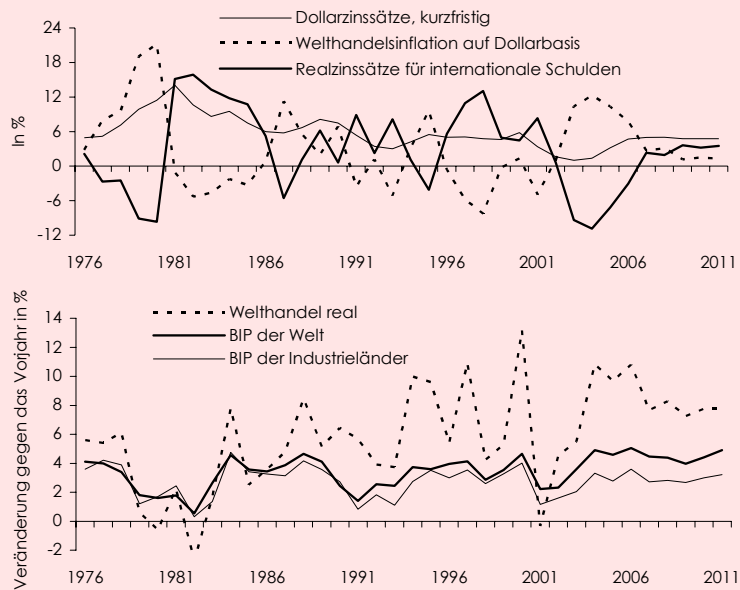 Dollarzinssätze, kurzfristig
Welthandelsinflation auf Dollarbasis
Realzinssätze für internationale Schulden
In %
24
18
12
6
0
-6
-12
1976 1981 1986 1991 1996 2001 2006 2011
Welthandel real
BIP der Welt
BIP der Industrieländer
Veränderung gegen das Vorjahr in %
14
12
10
8
6
4
2
0
-2
1976 1981 1986 1991 1996 2001 2006 2011